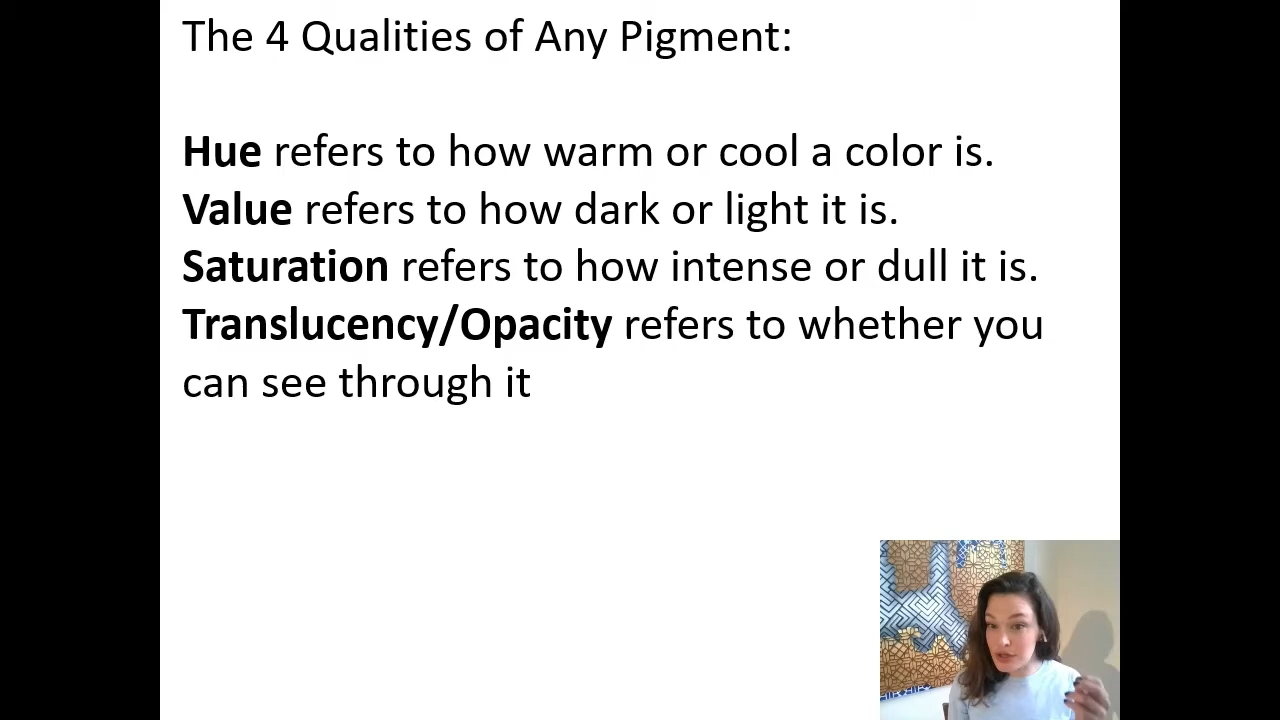 The 4 Qualities of Any Pigment:
Hue refers to how warm or cool a color is.
Value refers to how dark or light it is.
Saturation refers to how intense or dull it is.
Translucency/Opacity refers to whether you
can see through it